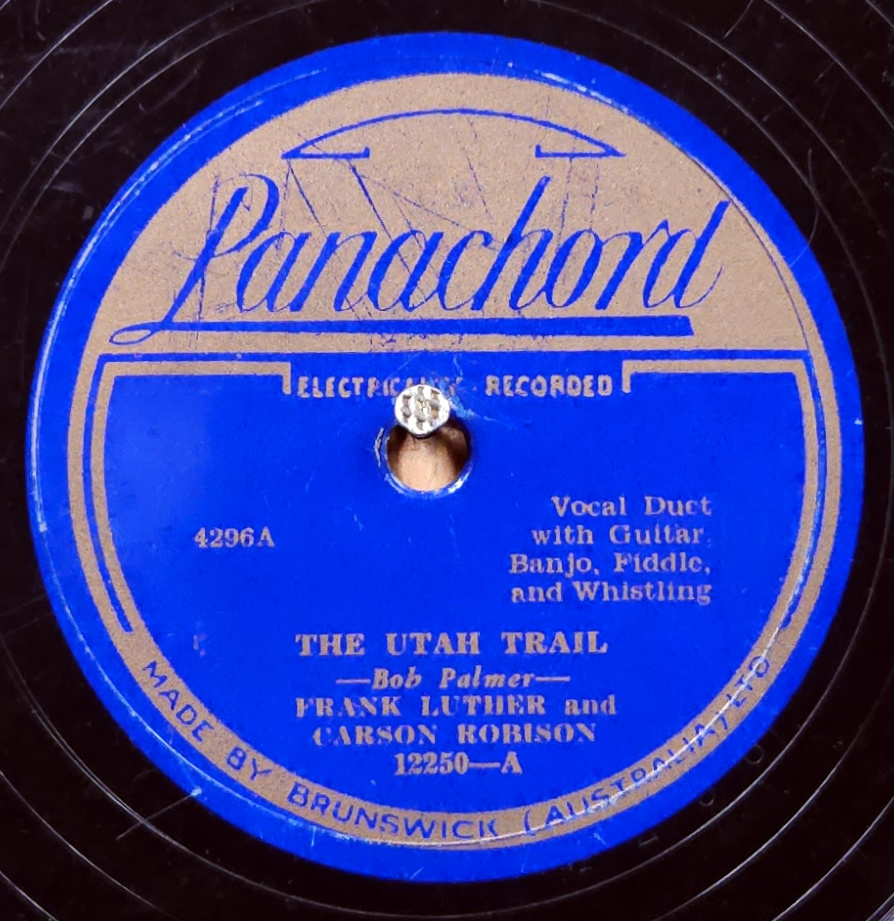 Panachord
ELECTRICALLY RECORDED
4296A
Vocal Duet
with Guitar,
Banjo, Fiddle,
and Whistling
THE UTAH TRAIL
—Bob Palmer—
FRANK LUTHER and
CARSON ROBISON
12250—A
MADE BY BRUNSWICK (AUSTRALIA) LTD